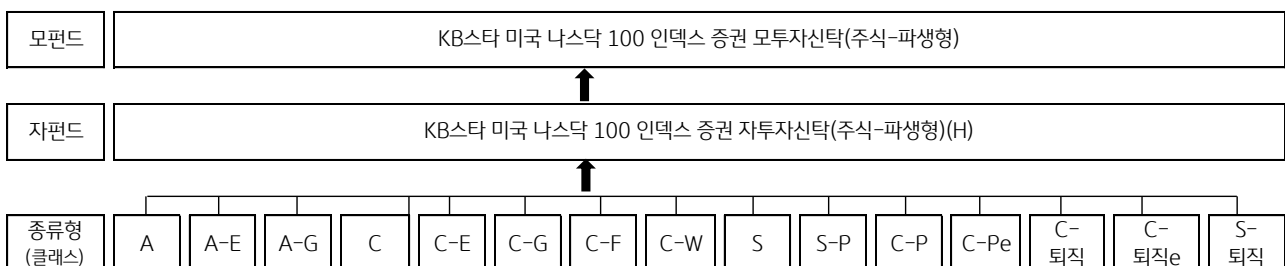 모펀드
KB스타 미국 나스닥 100 인덱스 증권 모투자신탁(주식-파생형)
자펀드
KB스타 미국 나스닥 100 인덱스 증권 자투자신탁(주식-파생형)(H)
종류형
(클래스)
A
A-E
A-G
C
C-E
C-G
C-F
C-W
S
S-P
C-P
C-Pe
C-
퇴직
C-
퇴직e
S-
퇴직